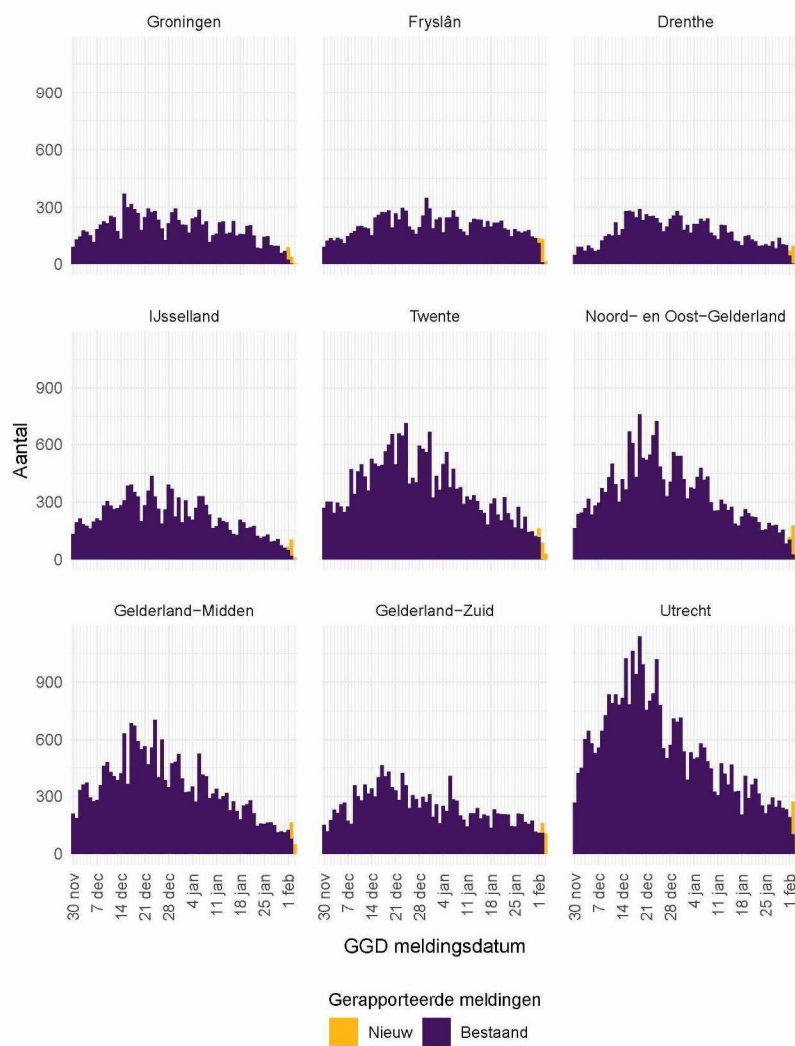 Groningen
Fryslân
Drenthe
900
600
300
0
IJsselland
Twente
Noord- en Oost-Gelderland
900
600
300
0
Aantal
Gelderland-Midden
Gelderland-Zuid
Utrecht
900
600
300
0
30 nov
7 dec
14 dec
21 dec
28 dec
4 jan
11 jan
18 jan
25 jan
1 feb
30 nov
7 dec
14 dec
21 dec
28 dec
4 jan
11 jan
18 jan
25 jan
1 feb
30 nov
7 dec
14 dec
21 dec
28 dec
4 jan
11 jan
18 jan
25 jan
1 feb
GGD meldingsdatum
Gerapporteerde meldingen
Nieuw
Bestaand